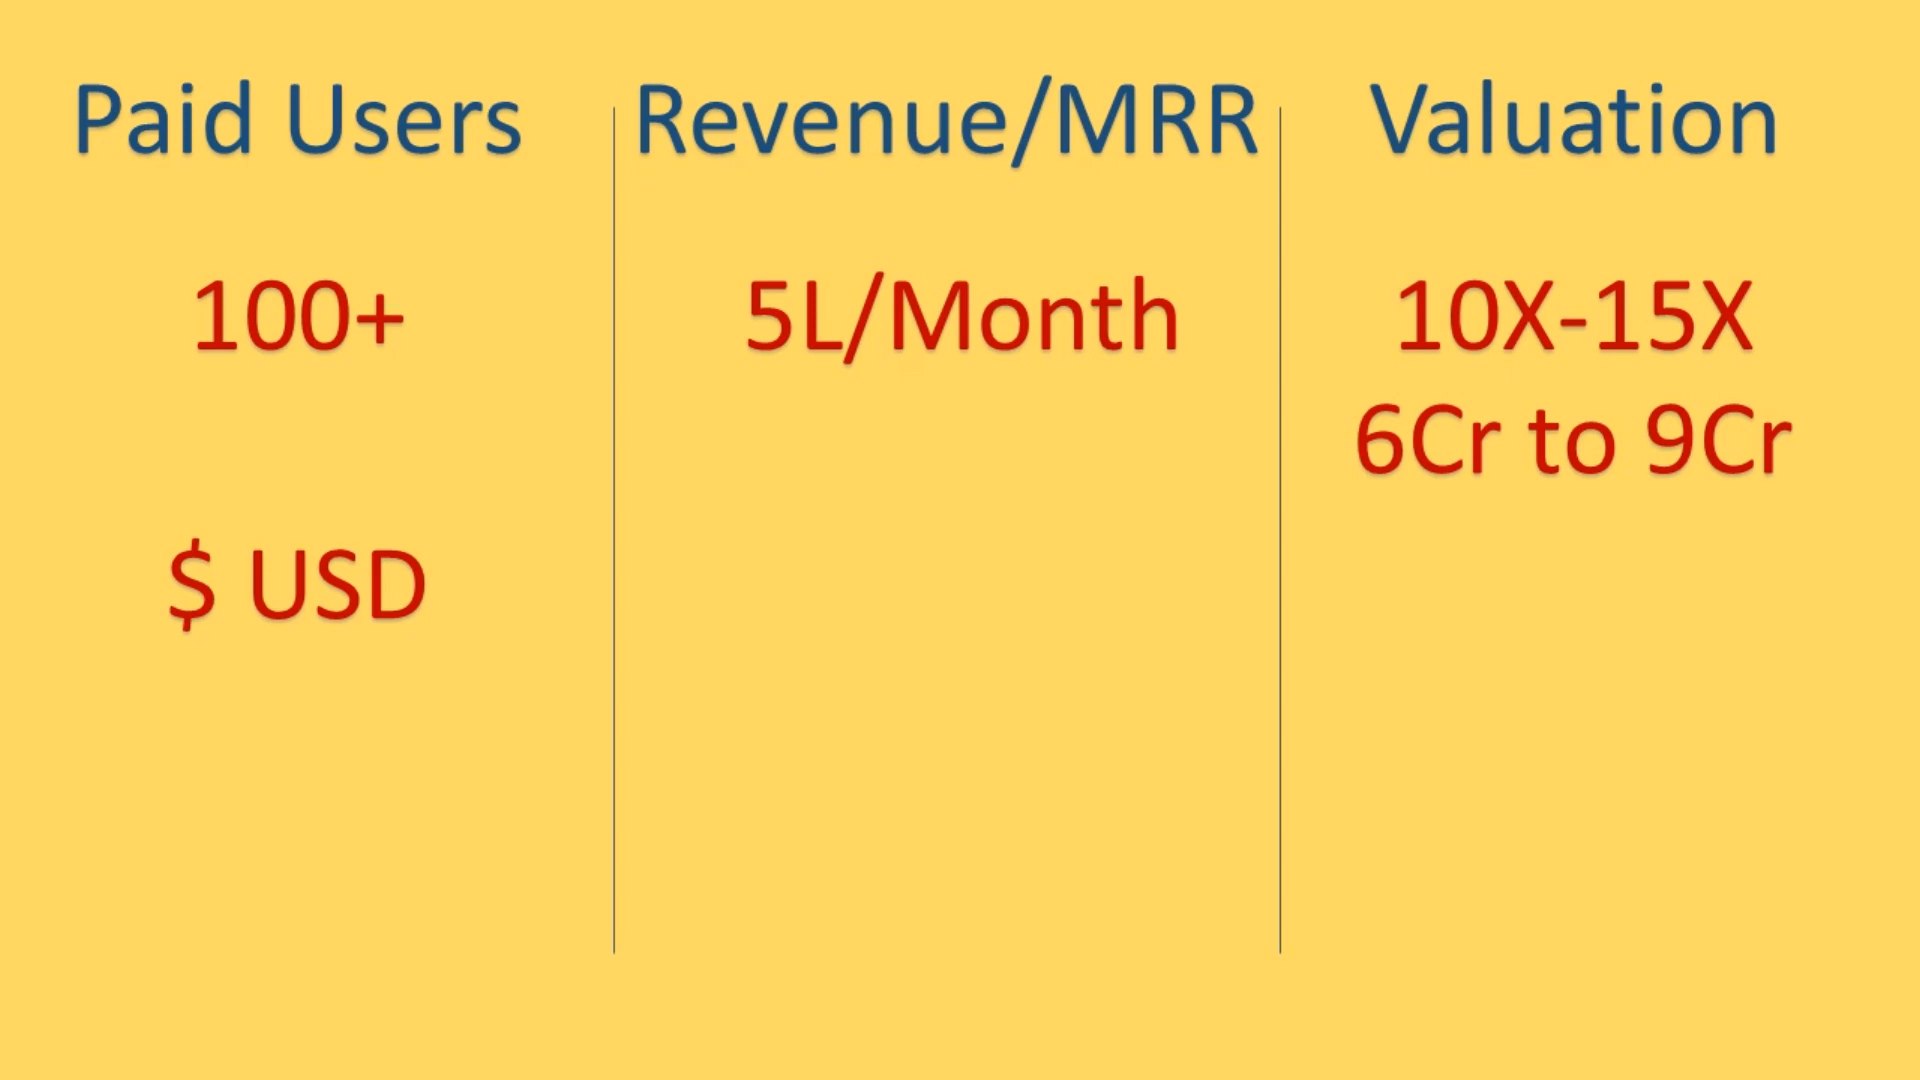 Paid Users
Revenue/MRR
Valuation
100+
5L/Month
10X-15X
6Cr to 9Cr
$ USD